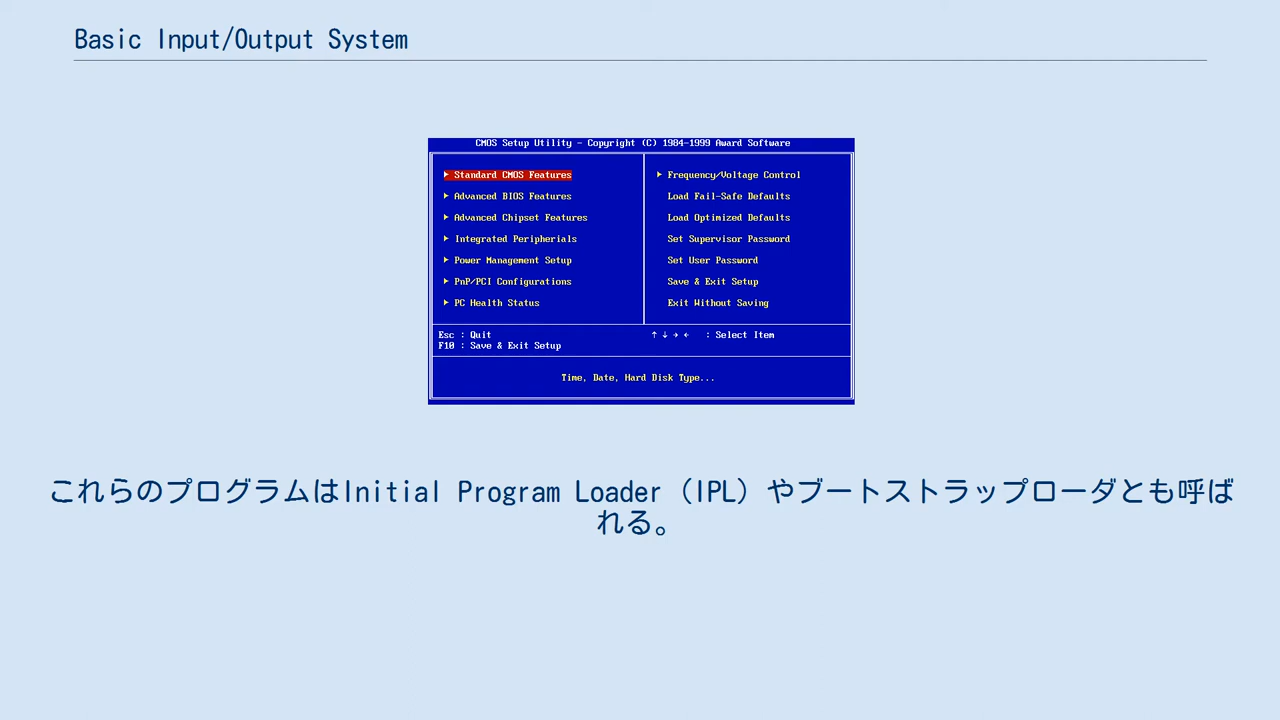 Basic Input/Output System
CMOS Setup Utility - Copyright (C) 1984-1999 Award Software
Standard CMOS Features
Advanced BIOS Features
Advanced Chipset Features
Integrated Peripherials
Power Management Setup
PnP/PCI Configurations
PC Health Status
Frequency/Voltage Control
Load Fail-Safe Defaults
Load Optimized Defaults
Set Supervisor Password
Set User Password
Save & Exit Setup
Exit Without Saving
Esc : Quit
F10 : Save & Exit Setup
↑ ↓ → ← : Select Item
Time, Date, Hard Disk Type...
これらのプログラムはInitial Program Loader（IPL）やブートストラップローダとも呼ば
れる。